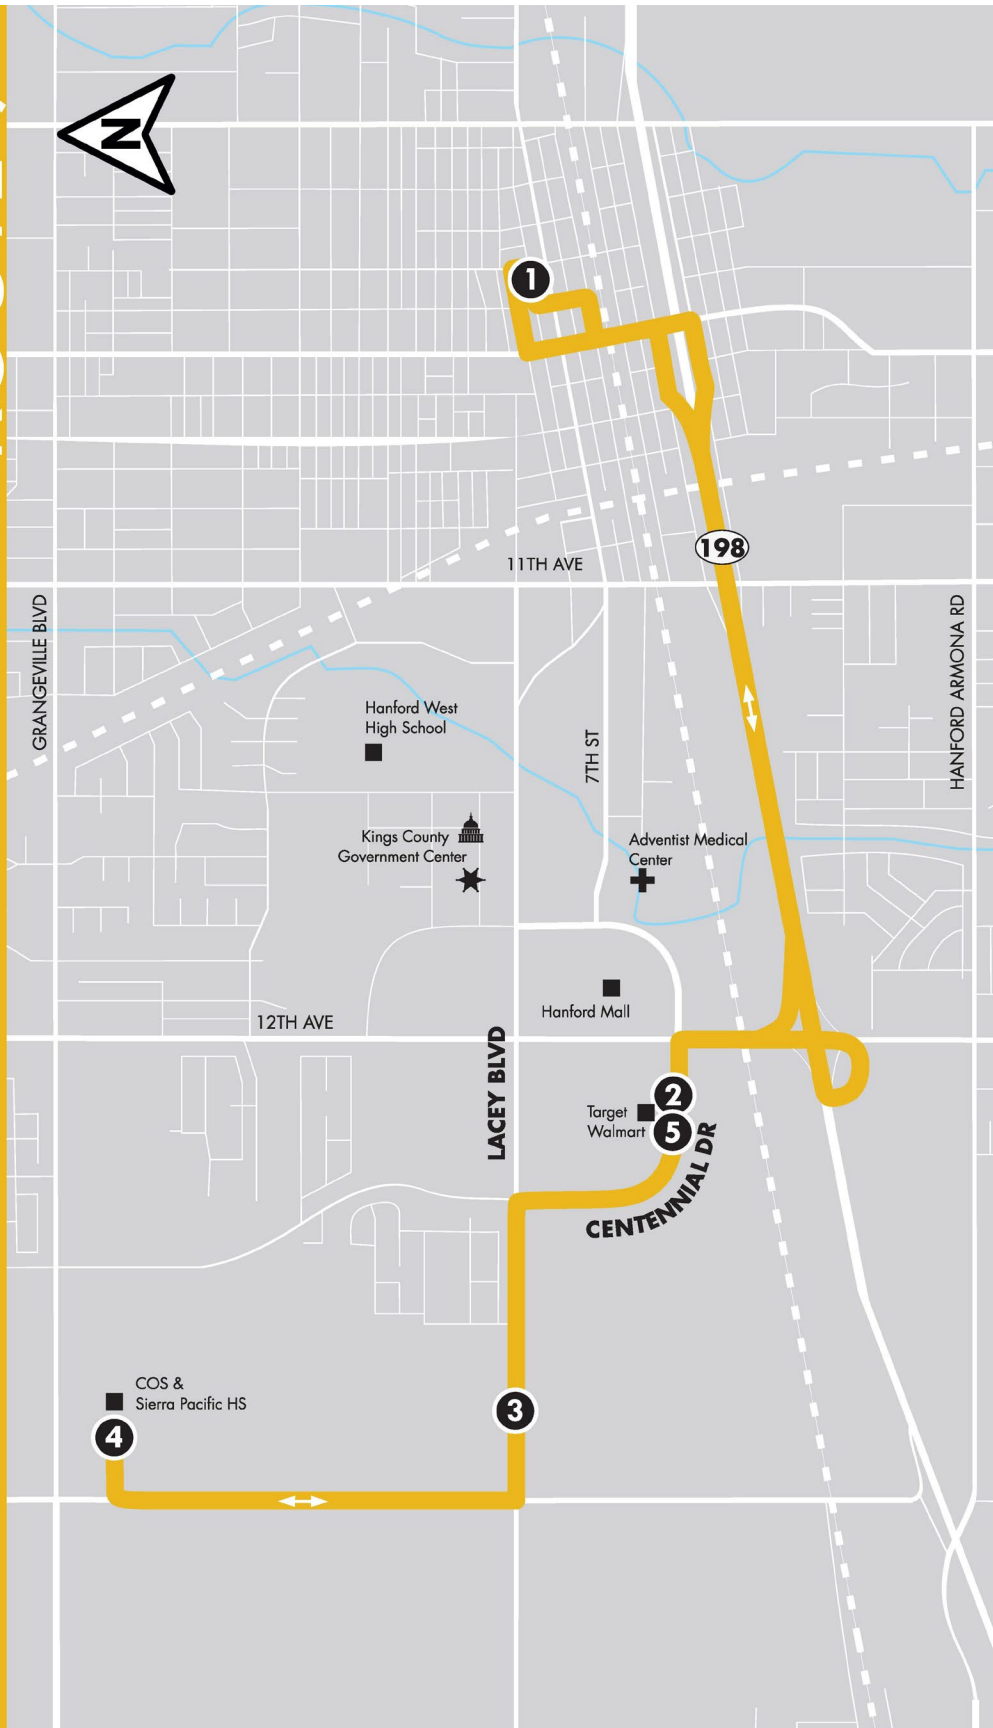 N
1
198
11TH AVE
GRANGEVILLE BLVD
HANFORD ARMONA RD
Hanford West
High School
7TH ST
Kings County
Government Center
Adventist Medical
Center
Hanford Mall
12TH AVE
LACEY BLVD
2
Target
Walmart
5
CENTENNIAL DR
COS &
Sierra Pacific HS
3
4